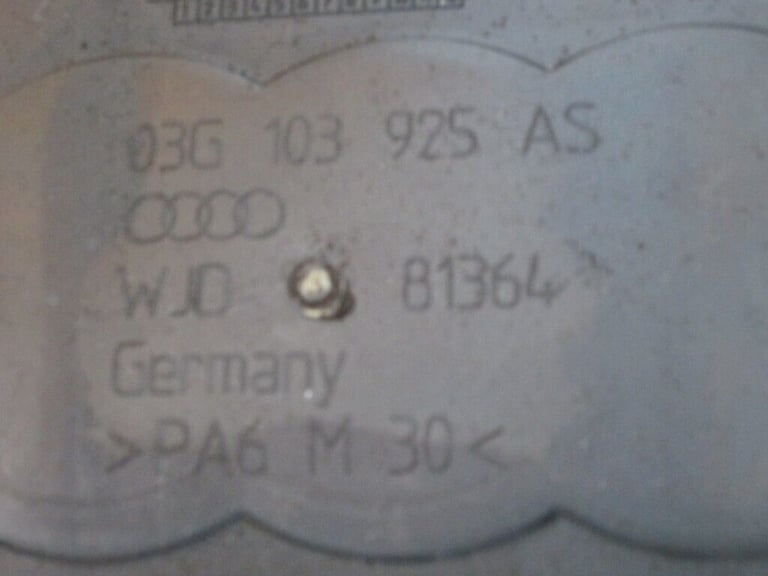 03G 103 925 AS
WJD 81364
Germany
>PA6 M 30<